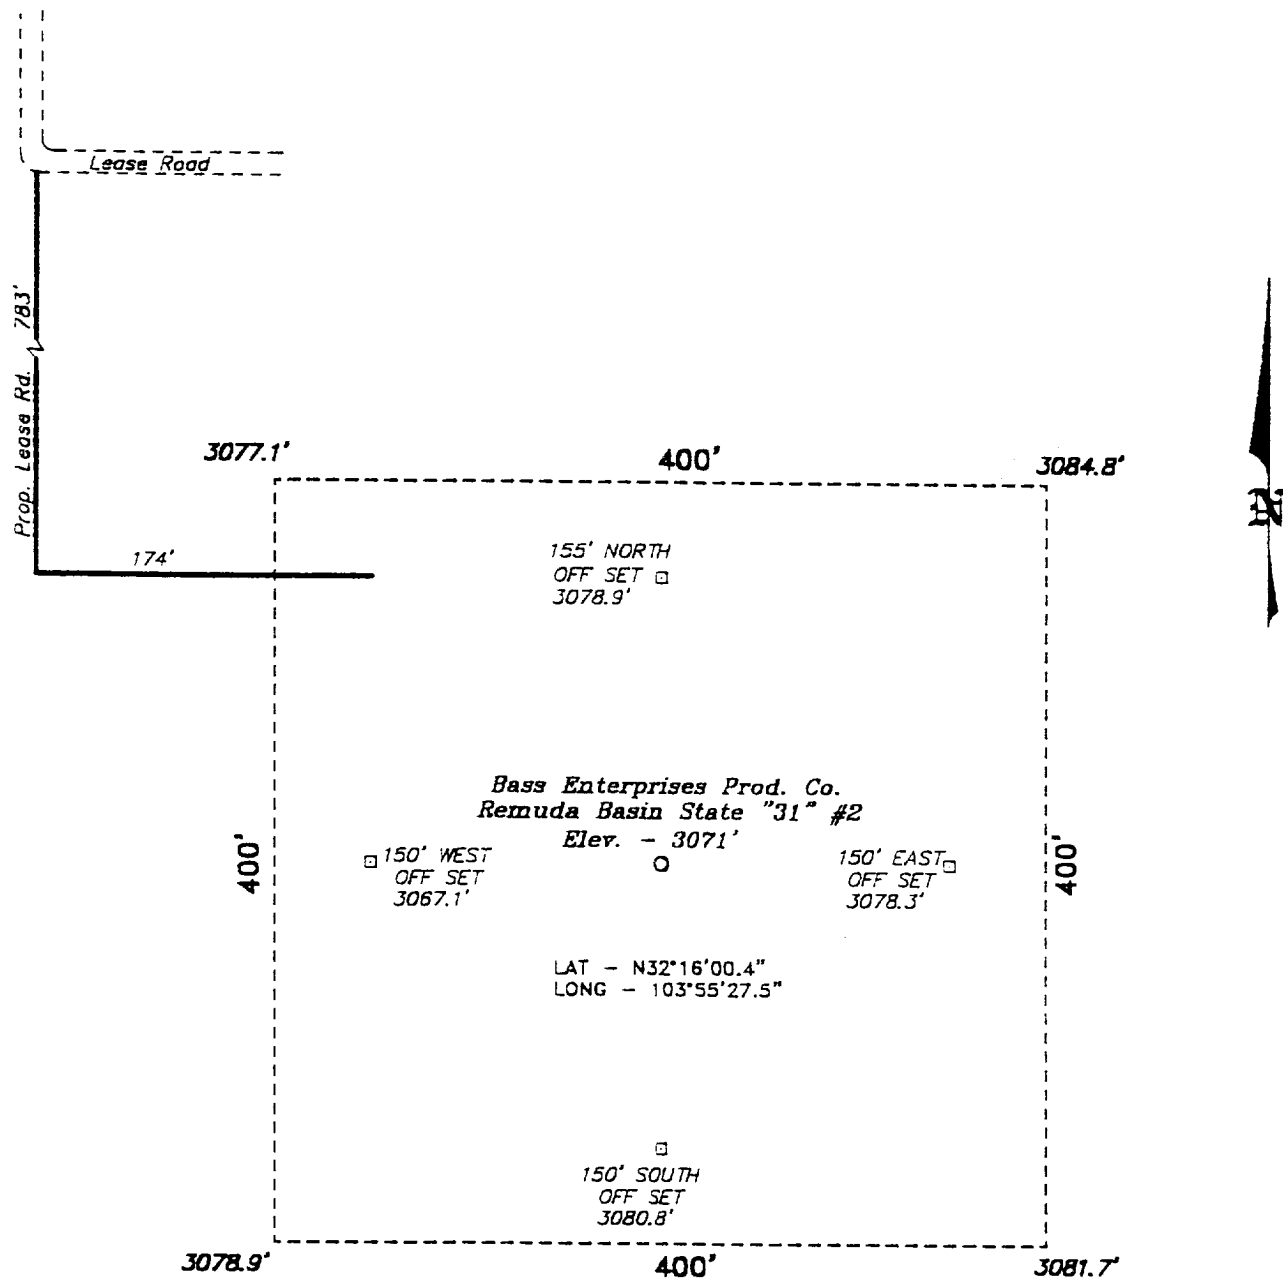 Lease Road
Prop. Lease Rd. 783'
3077.1'
400'
3084.8'
174'
155' NORTH
OFF SET
3078.9'
Bass Enterprises Prod. Co.
Remuda Basin State "31" #2
Elev. - 3071'
400'
150' WEST
OFF SET
3067.1'
150' EAST
OFF SET
3078.3'
400'
LAT - N32°16'00.4"
LONG - 103°55'27.5"
150' SOUTH
OFF SET
3080.8'
3078.9'
400'
3081.7'